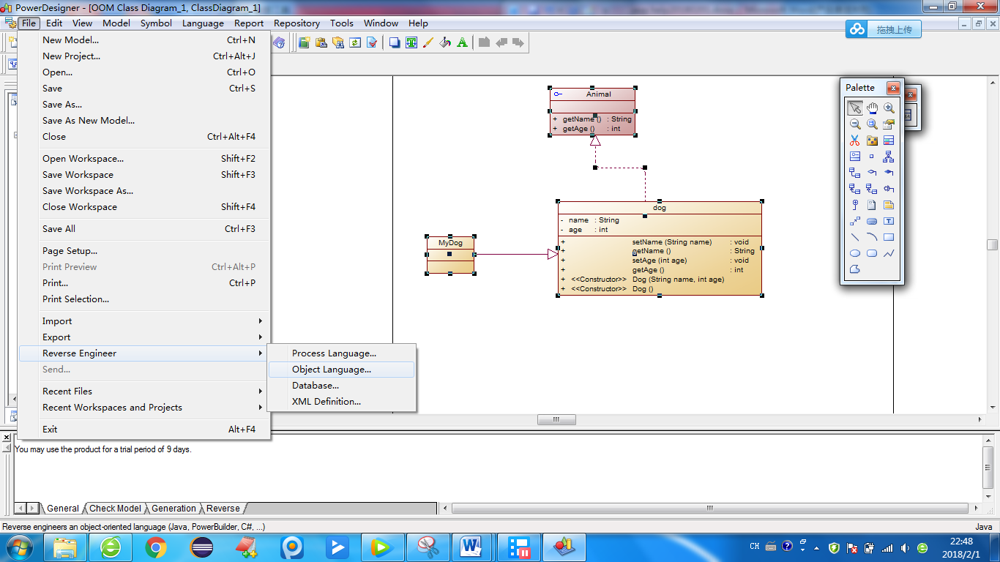 PowerDesigner - [OOM Class Diagram_1, ClassDiagram_1]
File Edit View Model Symbol Language Report Repository Tools Window Help
拖拽上传
New Model... Ctrl+N
New Project... Ctrl+Alt+J
Open... Ctrl+O
Save Ctrl+S
Save As...
Save As New Model...
Close Ctrl+Alt+F4
Open Workspace... Shift+F2
Save Workspace Shift+F3
Save Workspace As...
Close Workspace Shift+F4
Save All Ctrl+F3
Page Setup...
Print Preview Ctrl+Alt+P
Print... Ctrl+P
Print Selection...
Import
Export
Reverse Engineer
Send...
Recent Files
Recent Workspaces and Projects
Exit Alt+F4
Process Language...
Object Language...
Database...
XML Definition...
Animal
+ getName () : String
+ getAge () : int
dog
- name : String
- age : int
+ setName (String name) : void
+ getName () : String
+ setAge (int age) : void
+ getAge () : int
+ <<Constructor>> Dog (String name, int age)
+ <<Constructor>> Dog ()
MyDog
Palette
You may use the product for a trial period of 9 days.
General Check Model Generation Reverse
Reverse engineers an object-oriented language (Java, PowerBuilder, C#, ...)
Java
CH
22:48
2018/2/1